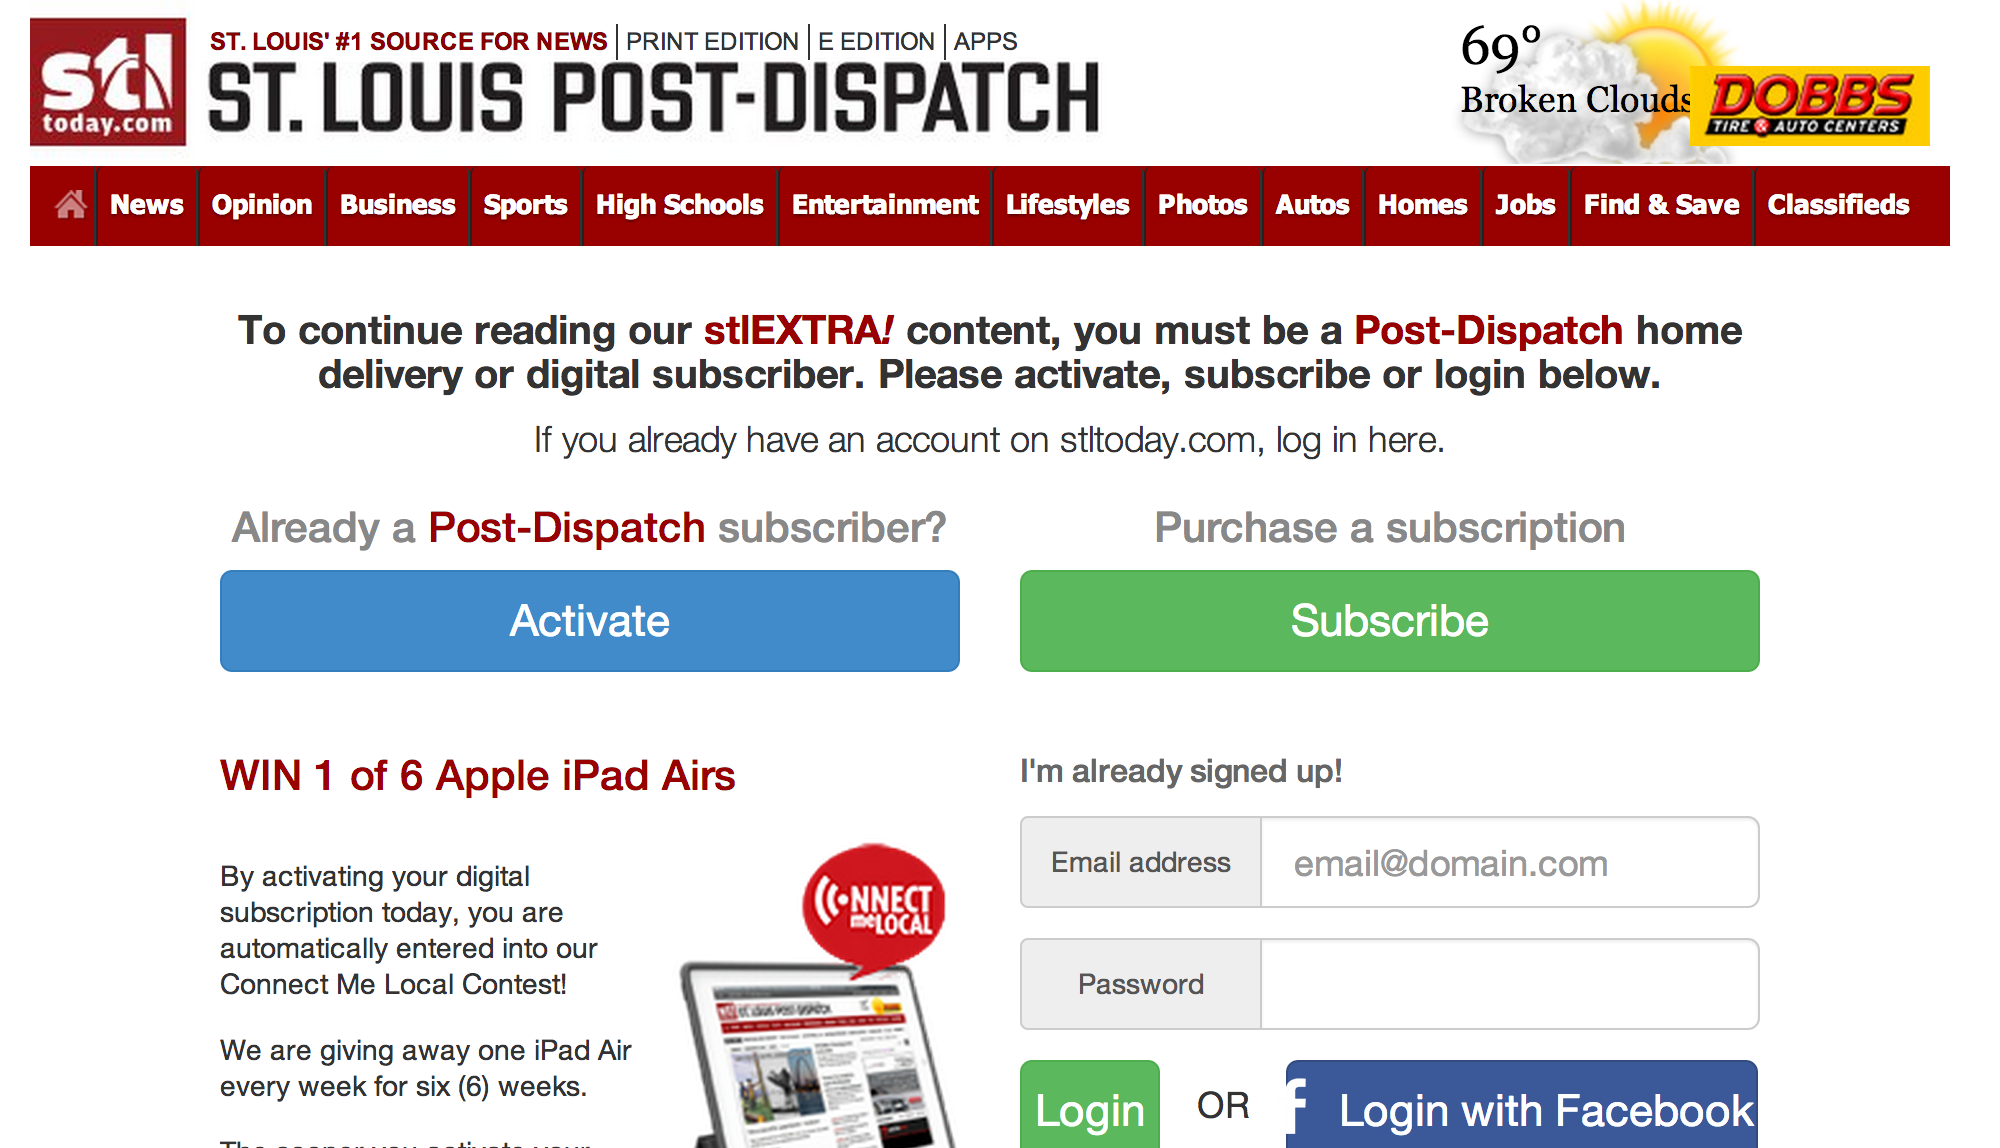 stl
today.com
ST. LOUIS' #1 SOURCE FOR NEWS | PRINT EDITION | E EDITION | APPS
ST. LOUIS POST-DISPATCH
69°
Broken Clouds
DOBBS
TIRE & AUTO CENTERS
News Opinion Business Sports High Schools Entertainment Lifestyles Photos Autos Homes Jobs Find & Save Classifieds
To continue reading our stlEXTRA! content, you must be a Post-Dispatch home
delivery or digital subscriber. Please activate, subscribe or login below.
If you already have an account on stltoday.com, log in here.
Already a Post-Dispatch subscriber?
Activate
Purchase a subscription
Subscribe
WIN 1 of 6 Apple iPad Airs
By activating your digital
subscription today, you are
automatically entered into our
Connect Me Local Contest!
We are giving away one iPad Air
every week for six (6) weeks.
NNECT
meLOCAL
ST. LOUIS POST-DISPATCH
I'm already signed up!
Email address
email@domain.com
Password
Login
OR
f Login with Facebook